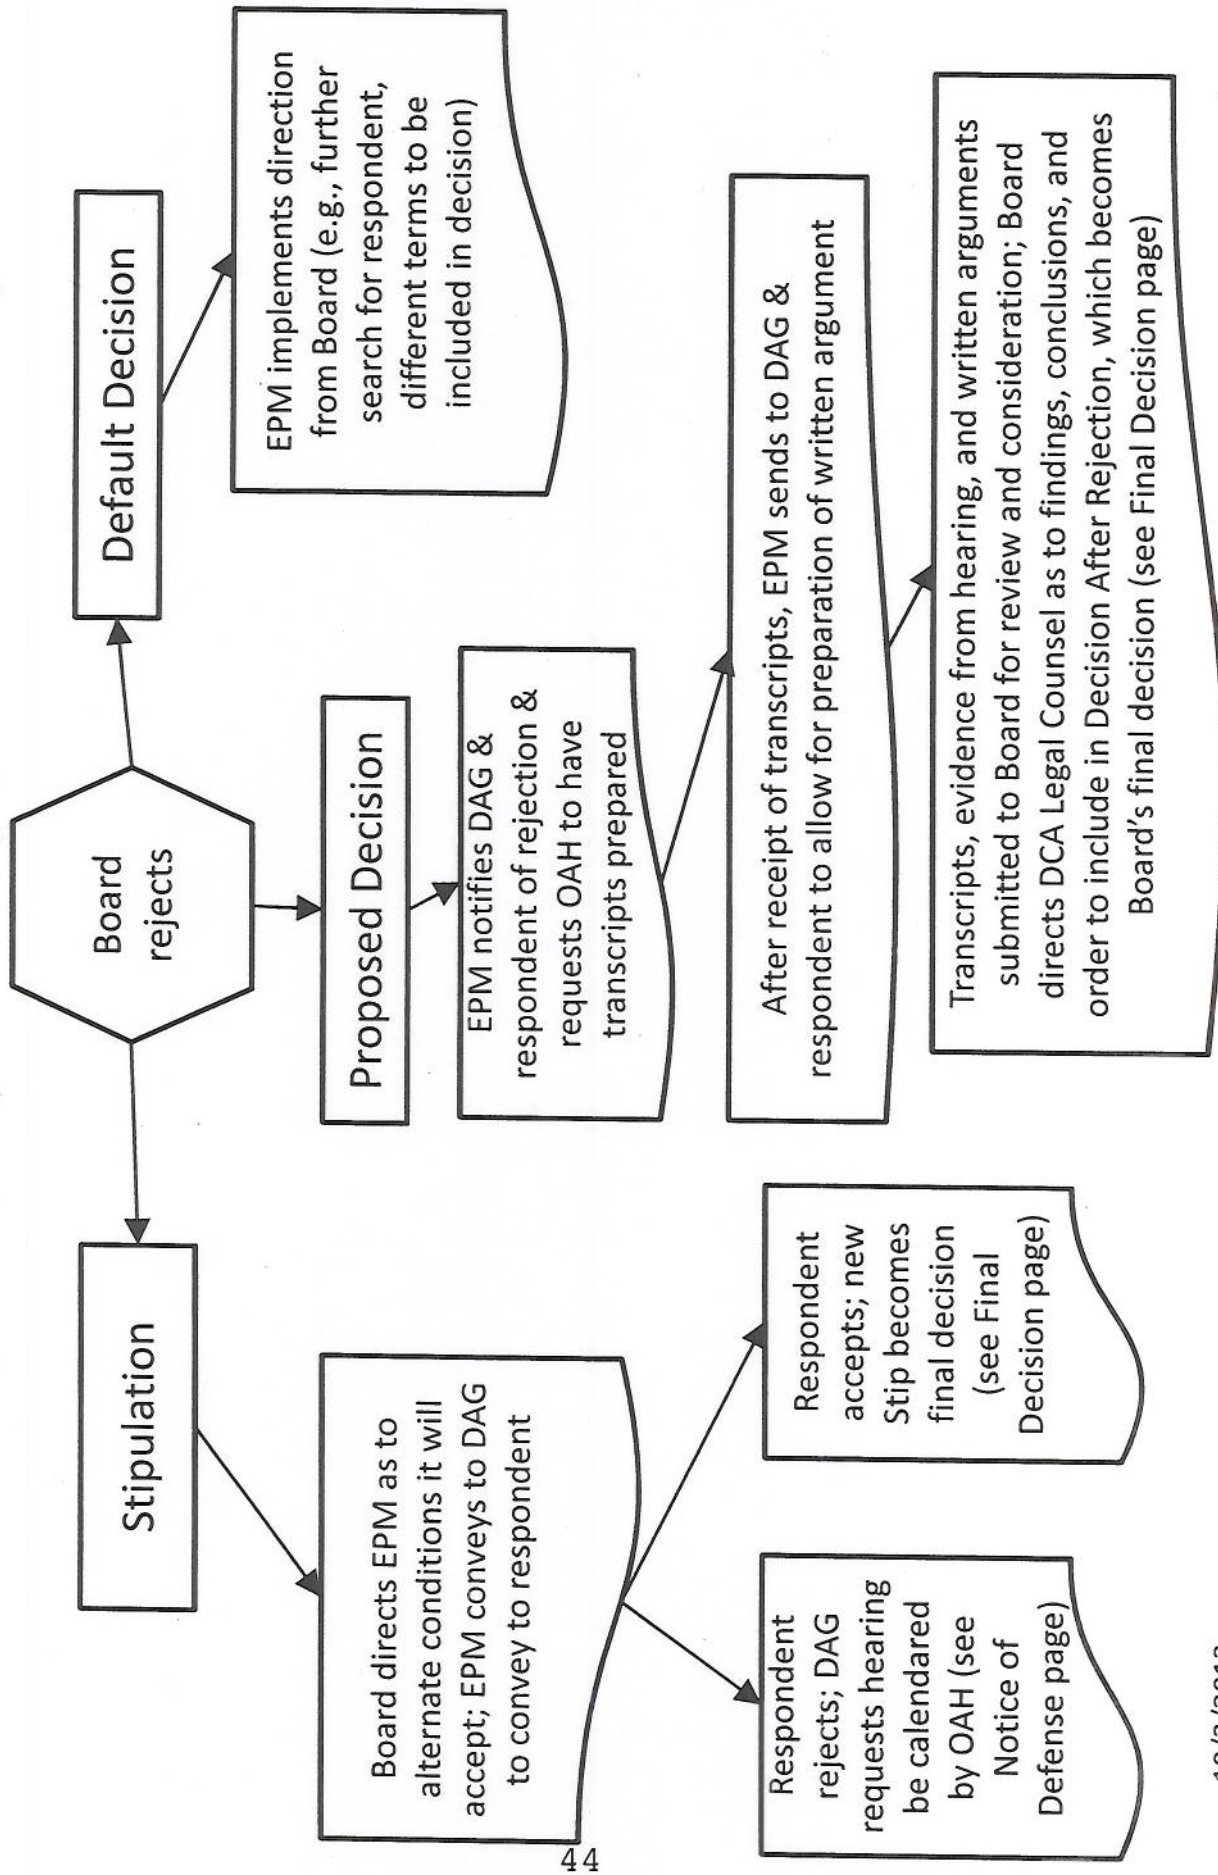 Board
rejects
Stipulation
Board directs EPM as to
alternate conditions it will
accept; EPM conveys to DAG
to convey to respondent
Respondent
rejects; DAG
requests hearing
be calendared
by OAH (see
Notice of
Defense page)
Respondent
accepts; new
Stip becomes
final decision
(see Final
Decision page)
Proposed Decision
EPM notifies DAG &
respondent of rejection &
requests OAH to have
transcripts prepared
After receipt of transcripts, EPM sends to DAG &
respondent to allow for preparation of written argument
Transcripts, evidence from hearing, and written arguments
submitted to Board for review and consideration; Board
directs DCA Legal Counsel as to findings, conclusions, and
order to include in Decision After Rejection, which becomes
Board's final decision (see Final Decision page)
Default Decision
EPM implements direction
from Board (e.g., further
search for respondent,
different terms to be
included in decision)
44